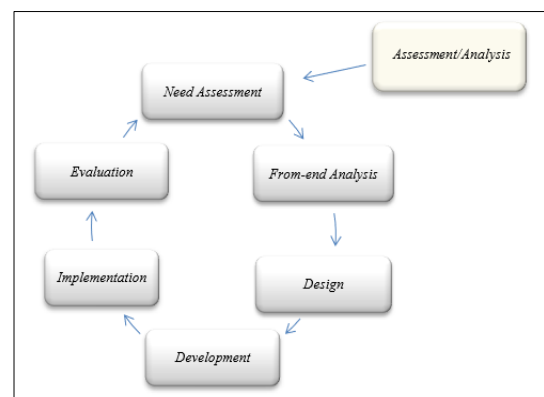 Assessment/Analysis
Need Assessment
From-end Analysis
Design
Development
Implementation
Evaluation